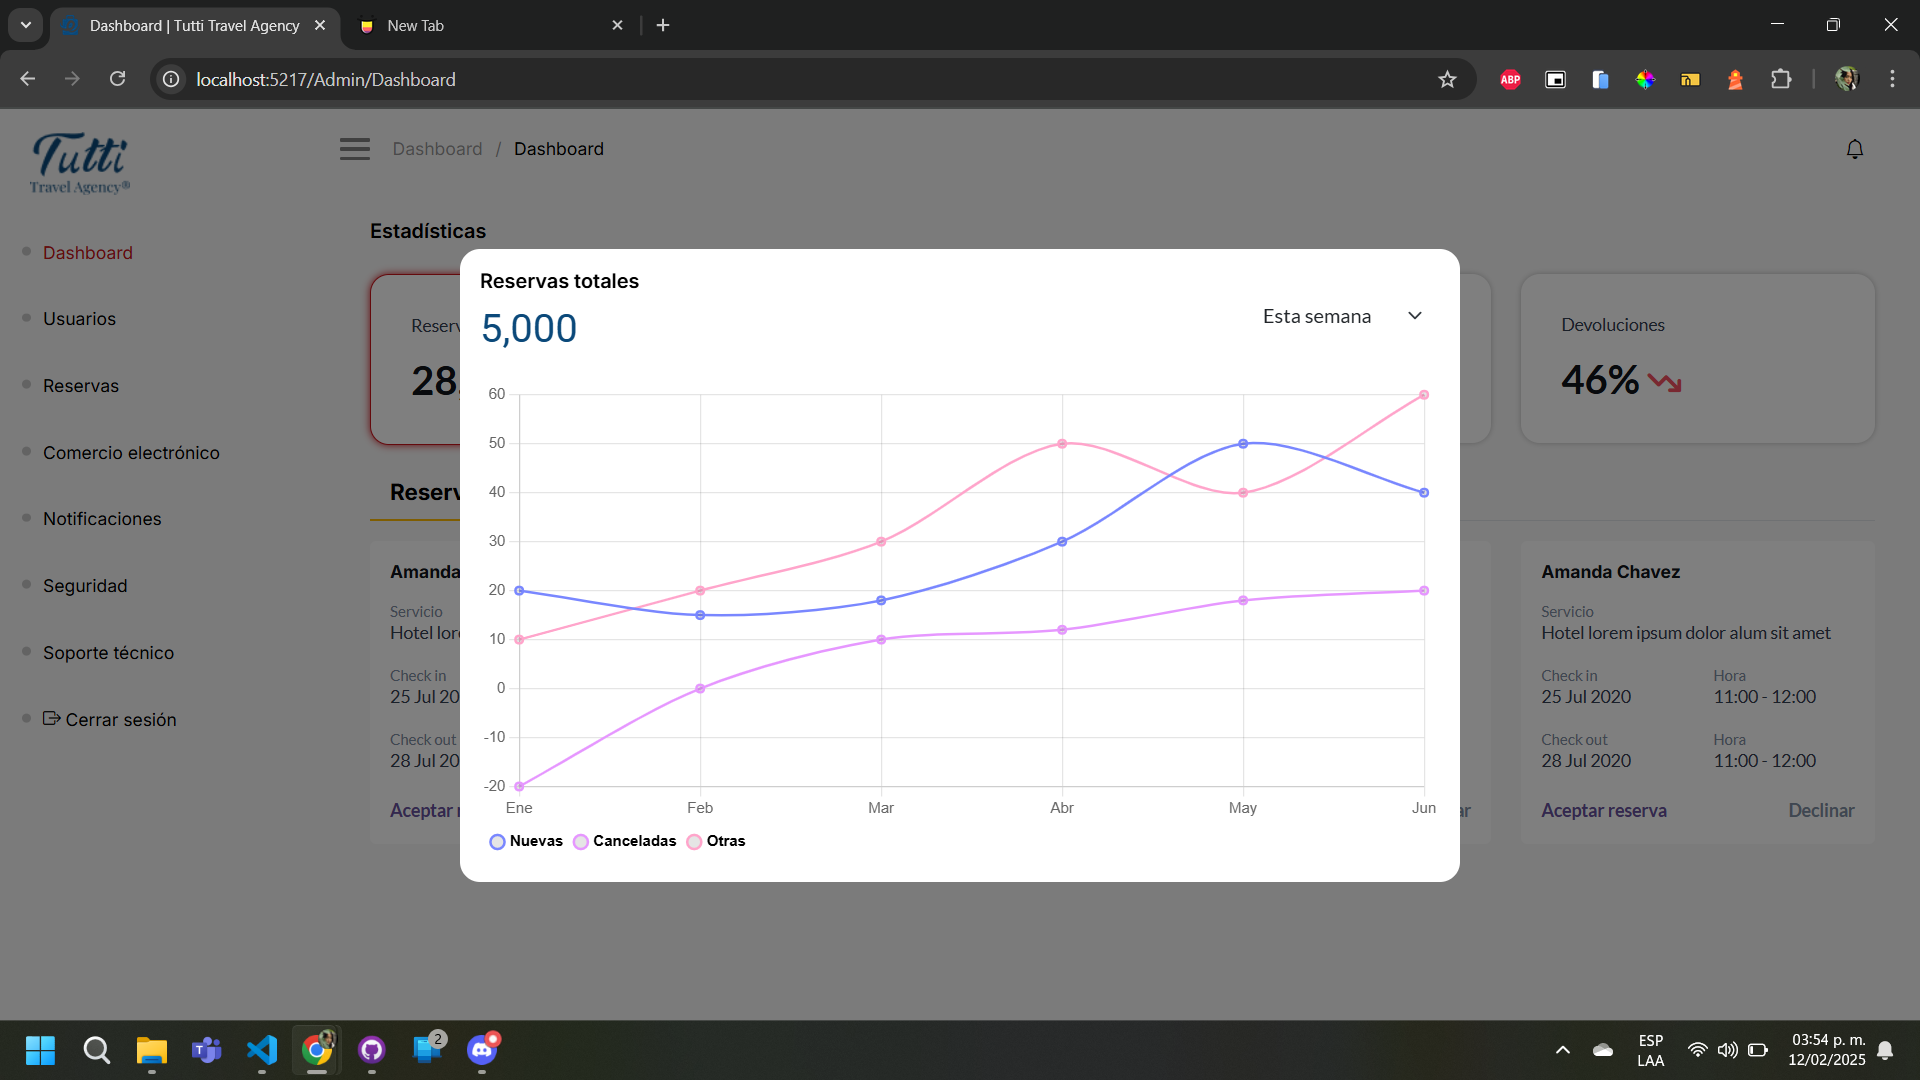 Dashboard | Tutti Travel Agency
New Tab
localhost:5217/Admin/Dashboard
ABP
Tutti
Travel Agency®
Dashboard / Dashboard
Dashboard
Usuarios
Reservas
Comercio electrónico
Notificaciones
Seguridad
Soporte técnico
Cerrar sesión
Estadísticas
Reserv
28,
Devoluciones
46%
Reserv
Reservas totales
5,000
Esta semana
60
50
40
30
20
10
0
-10
-20
Ene Feb Mar Abr May Jun
Nuevas Canceladas Otras
Amanda
Servicio
Hotel lor
Check in
25 Jul 20
Check out
28 Jul 20
Aceptar r
ar
Amanda Chavez
Servicio
Hotel lorem ipsum dolor alum sit amet
Check in Hora
25 Jul 2020 11:00 - 12:00
Check out Hora
28 Jul 2020 11:00 - 12:00
Aceptar reserva Declinar
2
ESP
LAA
03:54 p. m.
12/02/2025